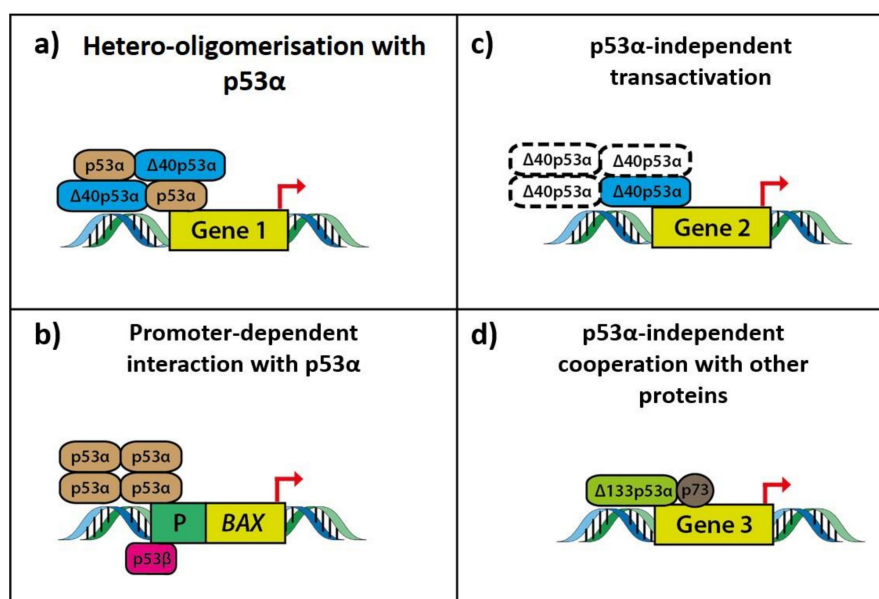 a) Hetero-oligomerisation with
p53α
p53α Δ40p53α
Δ40p53α p53α
Gene 1
b) Promoter-dependent
interaction with p53α
p53α p53α
p53α p53α
P BAX
p53β
c) p53α-independent
transactivation
Δ40p53α Δ40p53α
Δ40p53α Δ40p53α
Gene 2
d) p53α-independent
cooperation with other
proteins
Δ133p53α p73
Gene 3